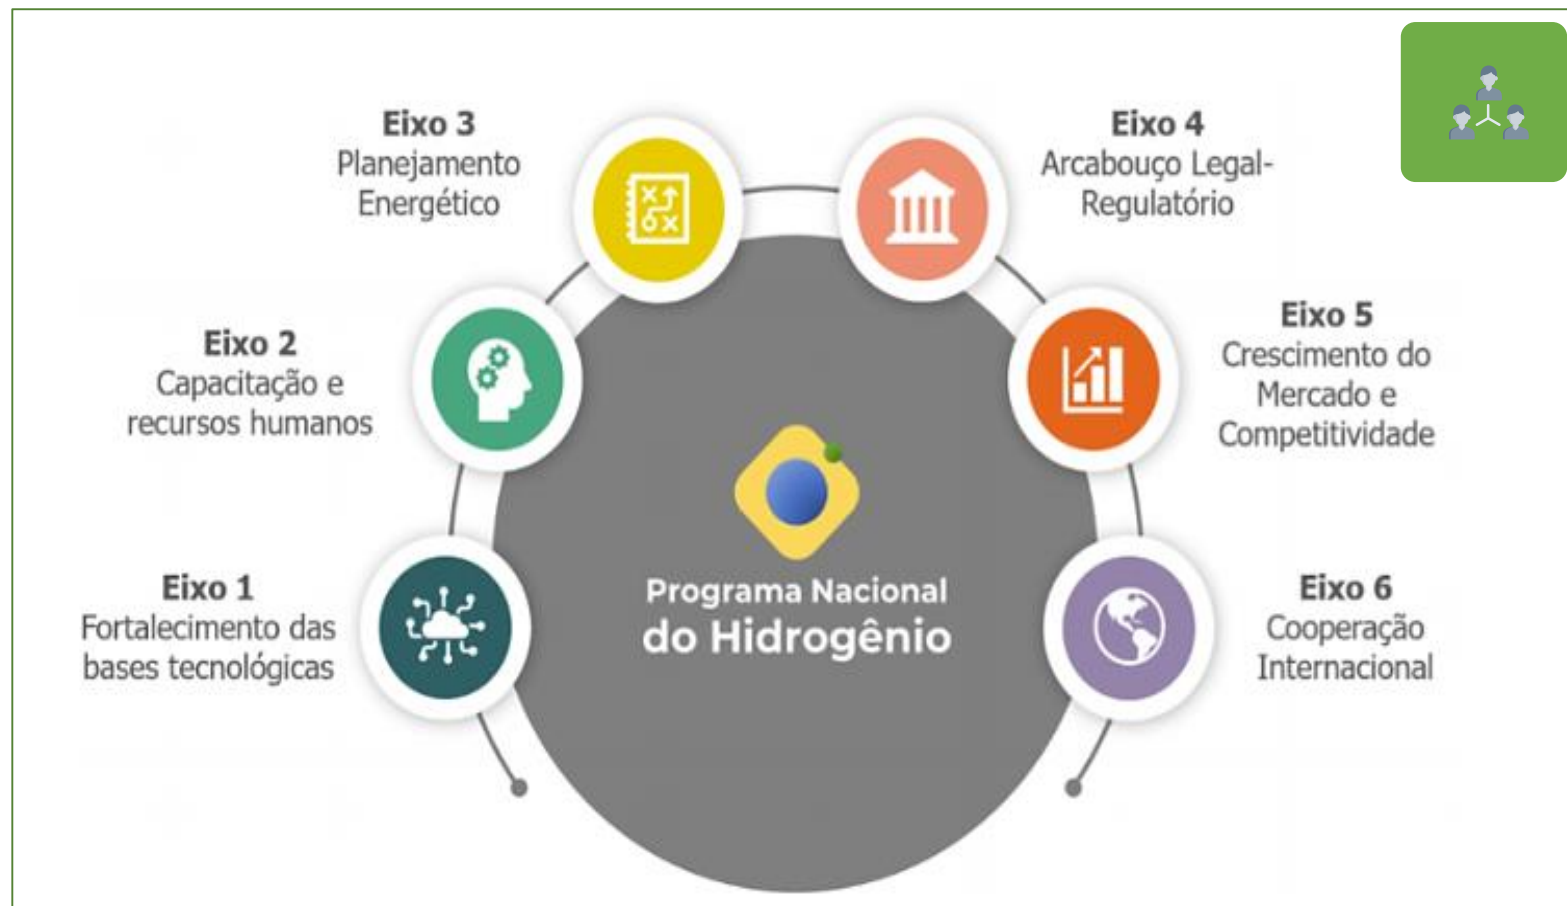 Eixo 1
Fortalecimento das
bases tecnológicas
Eixo 2
Capacitação e
recursos humanos
Eixo 3
Planejamento
Energético
Eixo 4
Arcabouço Legal-
Regulatório
Eixo 5
Crescimento do
Mercado e
Competitividade
Eixo 6
Cooperação
Internacional
Programa Nacional
do Hidrogênio